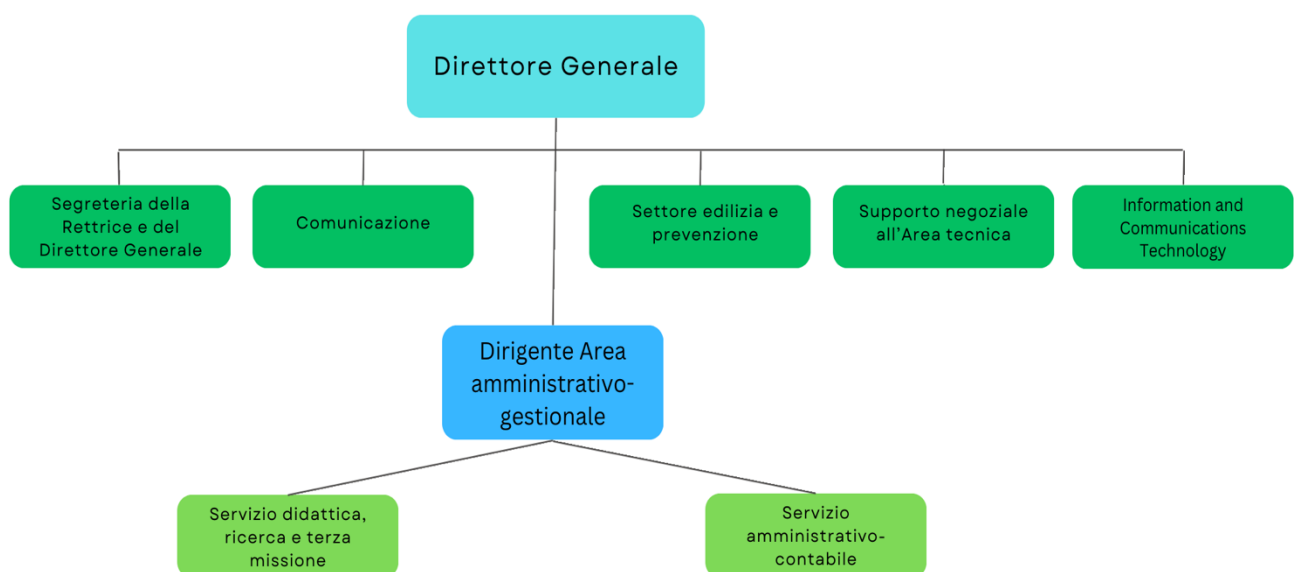 Direttore Generale
Segreteria della
Rettrice e del
Direttore Generale
Comunicazione
Settore edilizia e
prevenzione
Supporto negoziale
all'Area tecnica
Information and
Communications
Technology
Dirigente Area
amministrativo-
gestionale
Servizio didattica,
ricerca e terza
missione
Servizio
amministrativo-
contabile